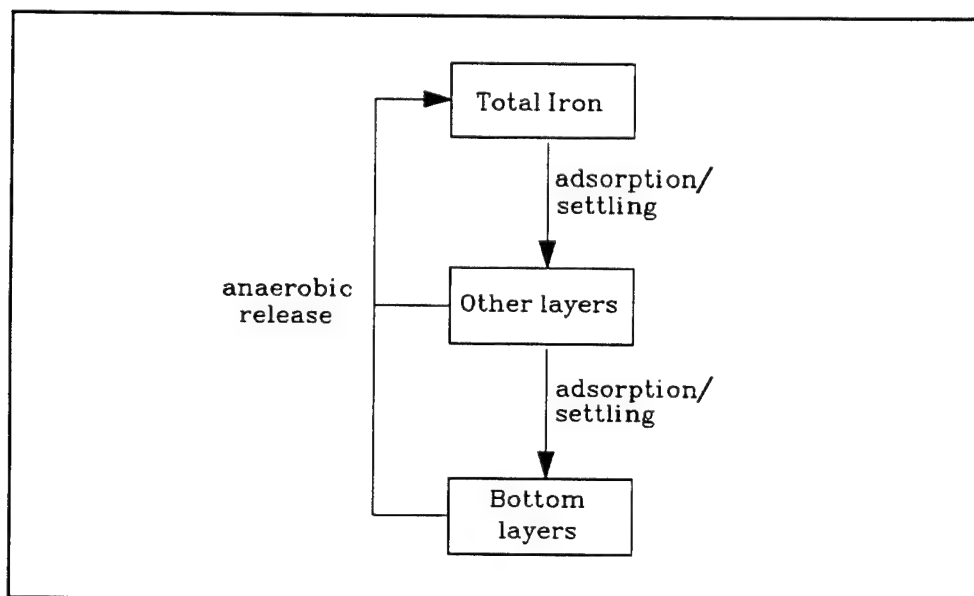 Total Iron
adsorption/
settling
anaerobic
release
Other layers
adsorption/
settling
Bottom
layers